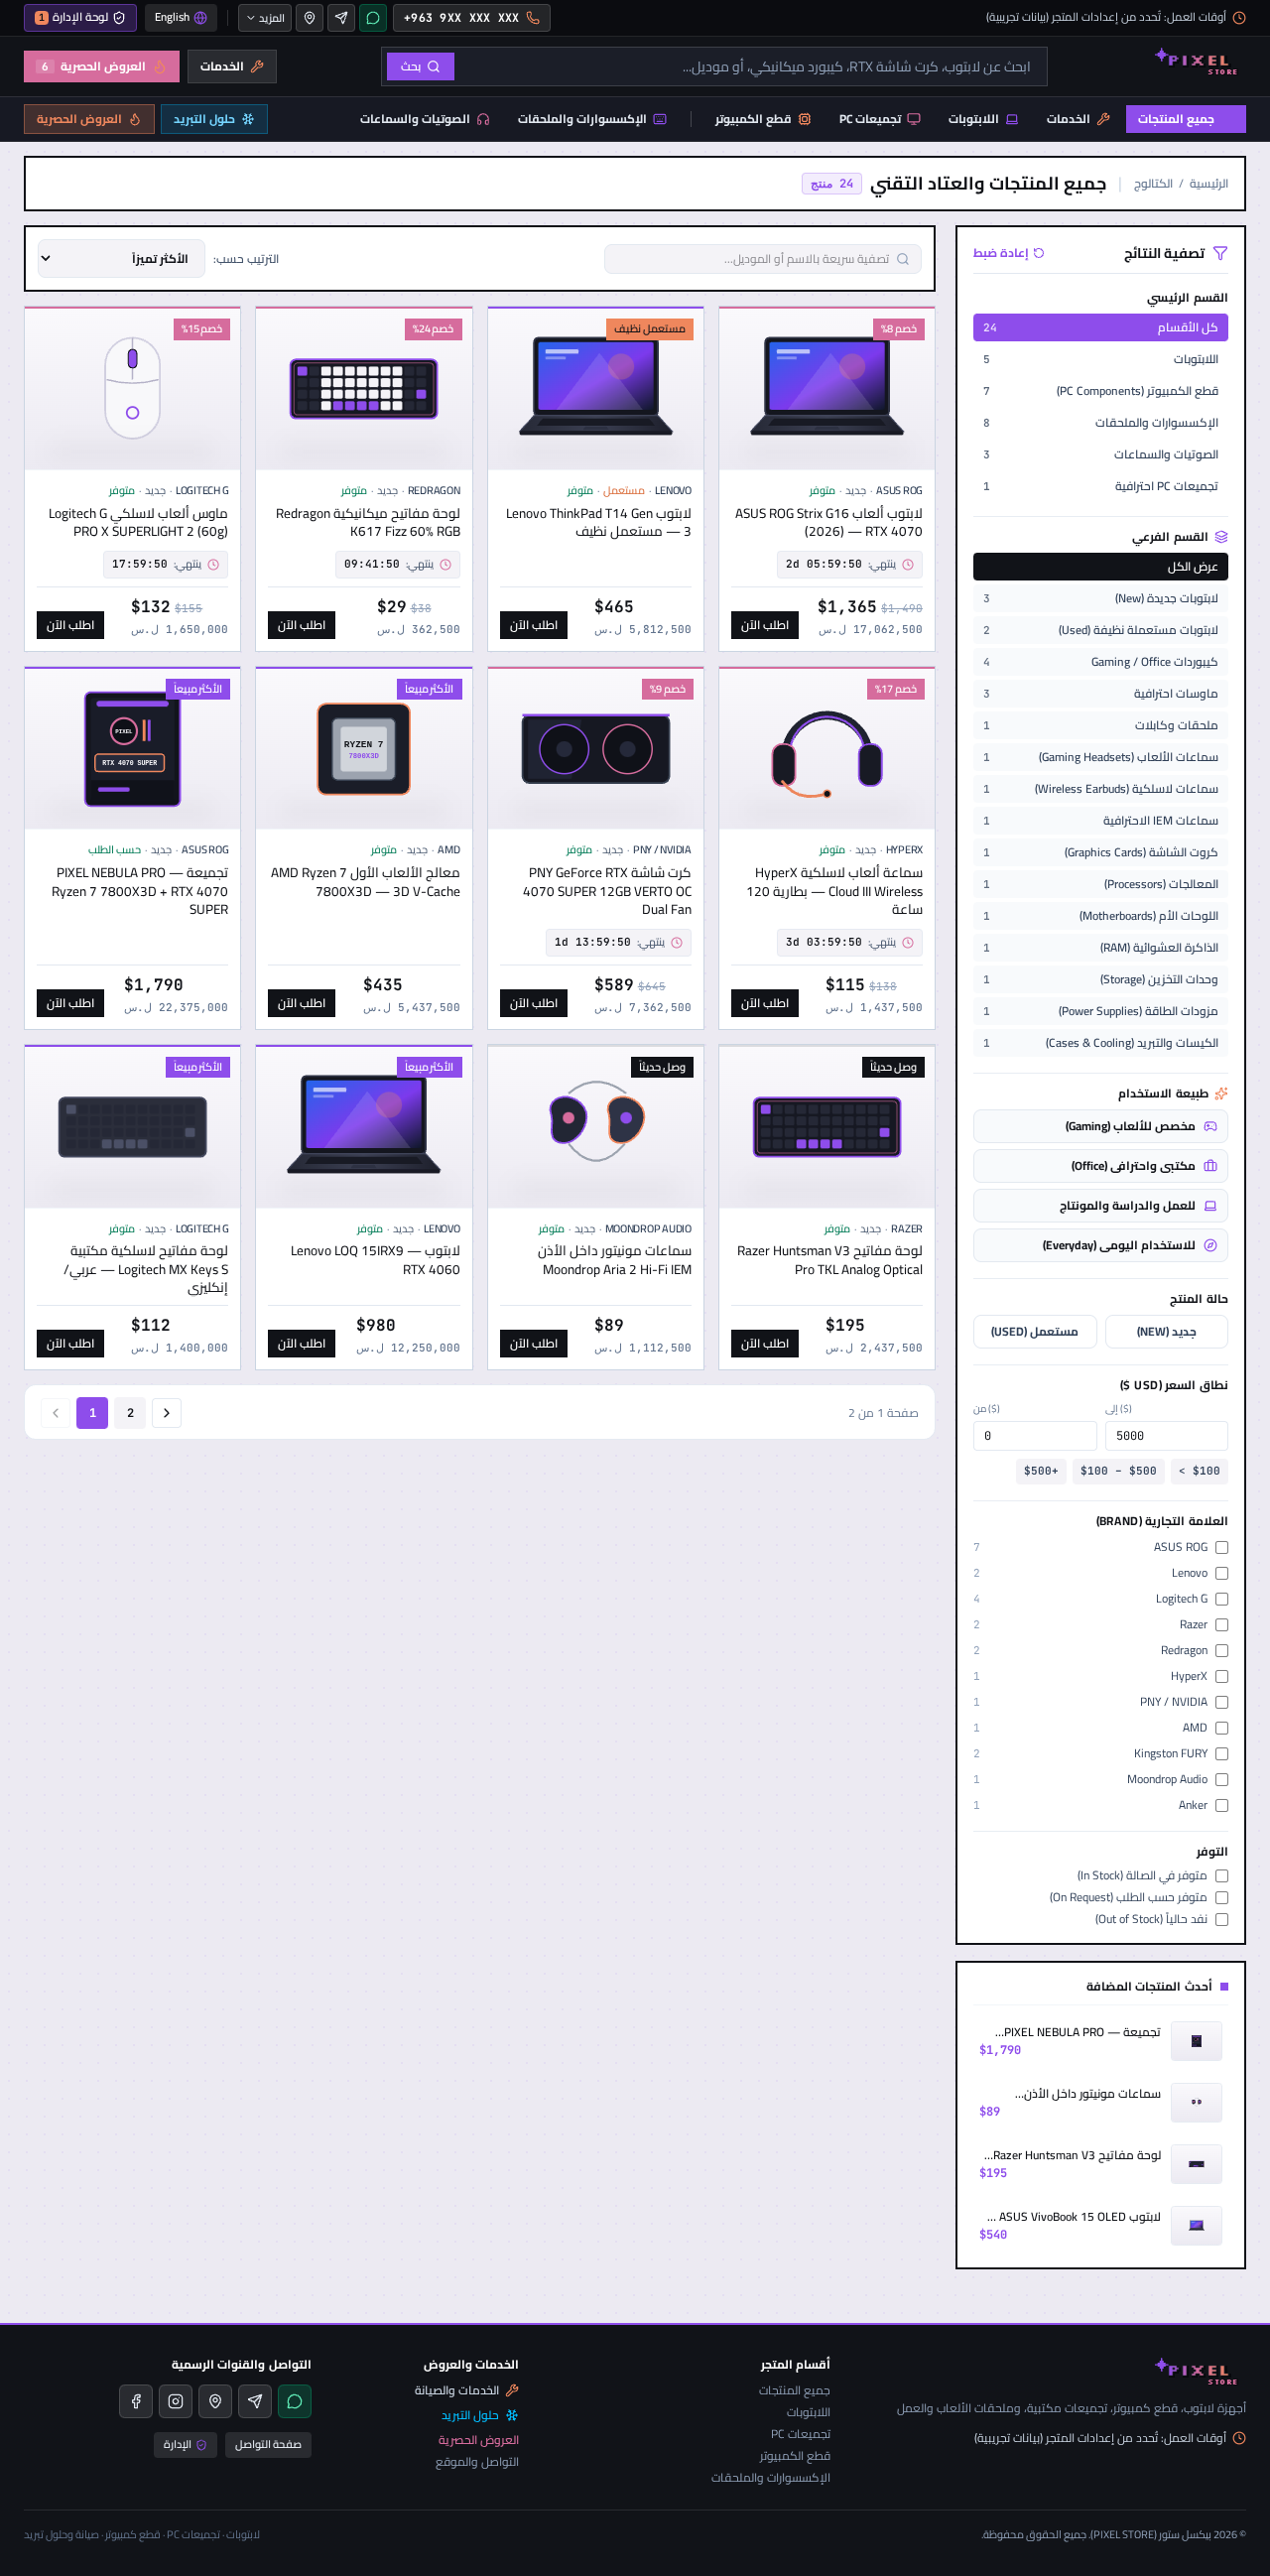 أوقات العمل: تُحدد من إعدادات المتجر (بيانات تجريبية)
+963 9XX XXX XXX
المزيد
English
لوحة الإدارة 1
PIXEL STORE
ابحث عن لابتوب، كرت شاشة RTX، كيبورد ميكانيكي، أو موديل...
بحث
الخدمات
العروض الحصرية 6
جميع المنتجات
الخدمات
اللابتوبات
تجميعات PC
قطع الكمبيوتر
الإكسسوارات والملحقات
الصوتيات والسماعات
حلول التبريد
العروض الحصرية
الرئيسية / الكتالوج
جميع المنتجات والعتاد التقني
24 منتج
تصفية النتائج
إعادة ضبط
القسم الرئيسي
كل الأقسام 24
اللابتوبات 5
قطع الكمبيوتر (PC Components) 7
الإكسسوارات والملحقات 8
الصوتيات والسماعات 3
تجميعات PC احترافية 1
القسم الفرعي
عرض الكل
لابتوبات جديدة (New) 3
لابتوبات مستعملة نظيفة (Used) 2
كيبوردات Gaming / Office 4
ماوسات احترافية 3
ملحقات وكابلات 1
سماعات الألعاب (Gaming Headsets) 1
سماعات لاسلكية (Wireless Earbuds) 1
سماعات IEM الاحترافية 1
كروت الشاشة (Graphics Cards) 1
المعالجات (Processors) 1
اللوحات الأم (Motherboards) 1
الذاكرة العشوائية (RAM) 1
وحدات التخزين (Storage) 1
مزودات الطاقة (Power Supplies) 1
الكيسات والتبريد (Cases & Cooling) 1
طبيعة الاستخدام
مخصص للألعاب (Gaming)
مكتبي واحترافي (Office)
للعمل والدراسة والمونتاج
للاستخدام اليومي (Everyday)
حالة المنتج
جديد (NEW)
مستعمل (USED)
نطاق السعر (USD $)
إلى ($)
من ($)
5000
0
< $100
$100 – $500
$500+
العلامة التجارية (BRAND)
ASUS ROG 7
Lenovo 2
Logitech G 4
Razer 2
Redragon 2
HyperX 1
PNY / NVIDIA 1
AMD 1
Kingston FURY 2
Moondrop Audio 1
Anker 1
التوفر
متوفر في الصالة (In Stock)
متوفر حسب الطلب (On Request)
نفد حالياً (Out of Stock)
أحدث المنتجات المضافة
تجميعة PIXEL NEBULA PRO —...
$1,790
سماعات مونيتور داخل الأذن...
$89
لوحة مفاتيح Razer Huntsman V3...
$195
لابتوب ASUS VivoBook 15 OLED ...
$540
تصفية سريعة بالاسم أو الموديل...
الترتيب حسب:
الأكثر تميزاً
خصم 8%
ASUS ROG · جديد · متوفر
لابتوب ألعاب ASUS ROG Strix G16
(2026) — RTX 4070
ينتهي: 2d 05:59:50
$1,490 $1,365
17,062,500 ل.س
اطلب الآن
مستعمل نظيف
LENOVO · مستعمل · متوفر
لابتوب Lenovo ThinkPad T14 Gen
3 — مستعمل نظيف
$465
5,812,500 ل.س
اطلب الآن
خصم 24%
REDRAGON · جديد · متوفر
لوحة مفاتيح ميكانيكية Redragon
K617 Fizz 60% RGB
ينتهي: 09:41:50
$38 $29
362,500 ل.س
اطلب الآن
خصم 15%
LOGITECH G · جديد · متوفر
ماوس ألعاب لاسلكي Logitech G
PRO X SUPERLIGHT 2 (60g)
ينتهي: 17:59:50
$155 $132
1,650,000 ل.س
اطلب الآن
خصم 17%
HYPERX · جديد · متوفر
سماعة ألعاب لاسلكية HyperX
Cloud III Wireless — بطارية 120
ساعة
ينتهي: 3d 03:59:50
$138 $115
1,437,500 ل.س
اطلب الآن
خصم 9%
PNY / NVIDIA · جديد · متوفر
كرت شاشة PNY GeForce RTX
4070 SUPER 12GB VERTO OC
Dual Fan
ينتهي: 1d 13:59:50
$645 $589
7,362,500 ل.س
اطلب الآن
الأكثر مبيعاً
RYZEN 7
7800X3D
AMD · جديد · متوفر
معالج الألعاب الأول AMD Ryzen 7
7800X3D — 3D V-Cache
$435
5,437,500 ل.س
اطلب الآن
الأكثر مبيعاً
PIXEL
RTX 4070 SUPER
ASUS ROG · جديد · حسب الطلب
تجميعة PIXEL NEBULA PRO —
Ryzen 7 7800X3D + RTX 4070
SUPER
$1,790
22,375,000 ل.س
اطلب الآن
وصل حديثاً
RAZER · جديد · متوفر
لوحة مفاتيح Razer Huntsman V3
Pro TKL Analog Optical
$195
2,437,500 ل.س
اطلب الآن
وصل حديثاً
MOONDROP AUDIO · جديد · متوفر
سماعات مونيتور داخل الأذن
Moondrop Aria 2 Hi-Fi IEM
$89
1,112,500 ل.س
اطلب الآن
الأكثر مبيعاً
LENOVO · جديد · متوفر
لابتوب Lenovo LOQ 15IRX9 —
RTX 4060
$980
12,250,000 ل.س
اطلب الآن
الأكثر مبيعاً
LOGITECH G · جديد · متوفر
لوحة مفاتيح لاسلكية مكتبية
Logitech MX Keys S — عربي/
إنكليزي
$112
1,400,000 ل.س
اطلب الآن
صفحة 1 من 2
2
1
PIXEL STORE
أجهزة لابتوب، قطع كمبيوتر، تجميعات مكتبية، وملحقات الألعاب والأعمال
أوقات العمل: تُحدد من إعدادات المتجر (بيانات تجريبية)
أقسام المتجر
جميع المنتجات
اللابتوبات
تجميعات PC
قطع الكمبيوتر
الإكسسوارات والملحقات
الخدمات والعروض
الخدمات والصيانة
حلول التبريد
العروض الحصرية
التواصل والموقع
التواصل والقنوات الرسمية
صفحة التواصل
الإدارة
© 2026 بيكسل ستور (PIXEL STORE). جميع الحقوق محفوظة.
لابتوبات · تجميعات PC · قطع كمبيوتر · صيانة وحلول تبريد